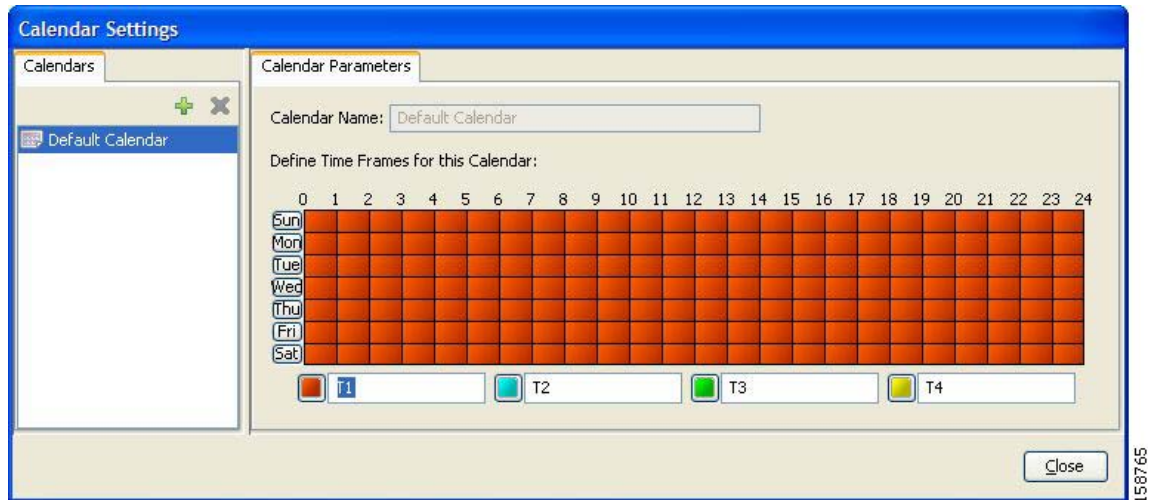 Calendar Settings
Calendars
Default Calendar
Calendar Parameters
Calendar Name: Default Calendar
Define Time Frames for this Calendar:
0 1 2 3 4 5 6 7 8 9 10 11 12 13 14 15 16 17 18 19 20 21 22 23 24
Sun
Mon
Tue
Wed
Thu
Fri
Sat
T1 T2 T3 T4
Close
158765